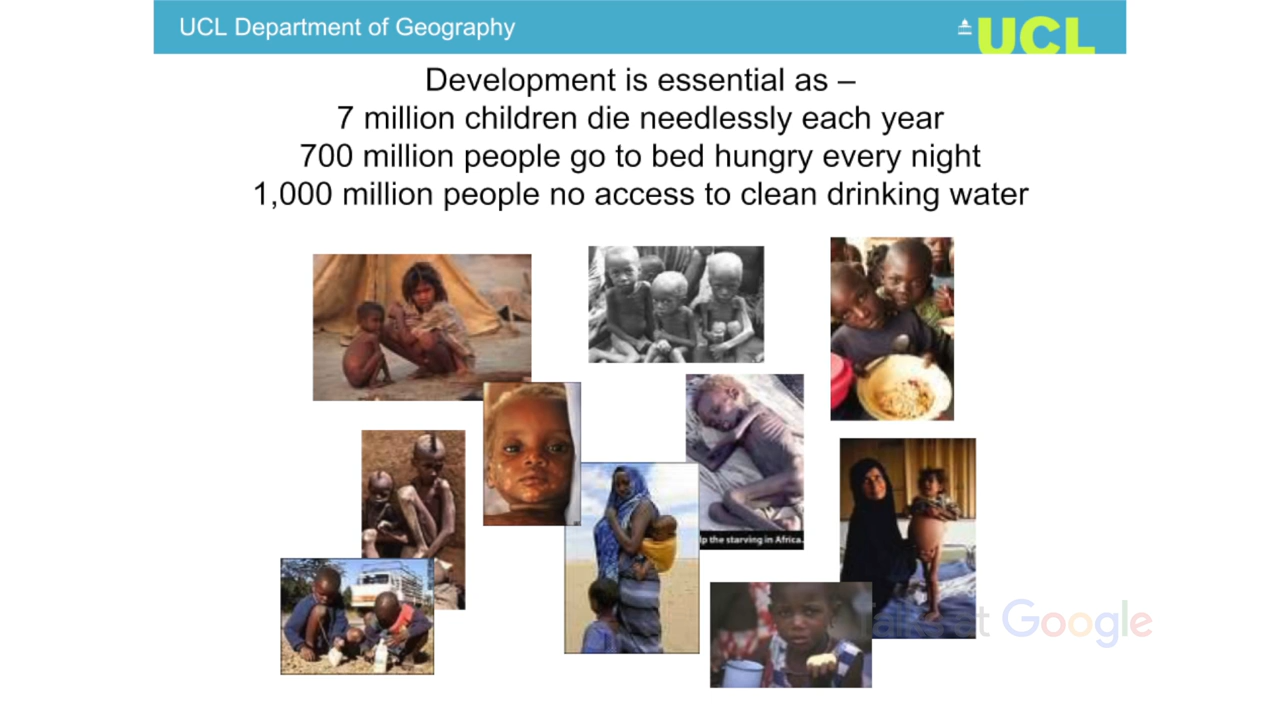 UCL Department of Geography
UCL
Development is essential as –
7 million children die needlessly each year
700 million people go to bed hungry every night
1,000 million people no access to clean drinking water
lp the starving in Africa.
Talks at Google